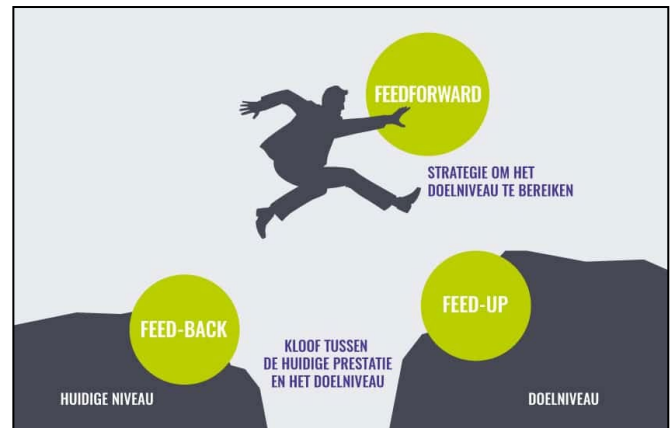 FEEDFORWARD
STRATEGIE OM HET
DOELNIVEAU TE BEREIKEN
FEED-BACK
FEED-UP
KLOOF TUSSEN
DE HUIDIGE PRESTATIE
EN HET DOELNIVEAU
HUIDIGE NIVEAU
DOELNIVEAU